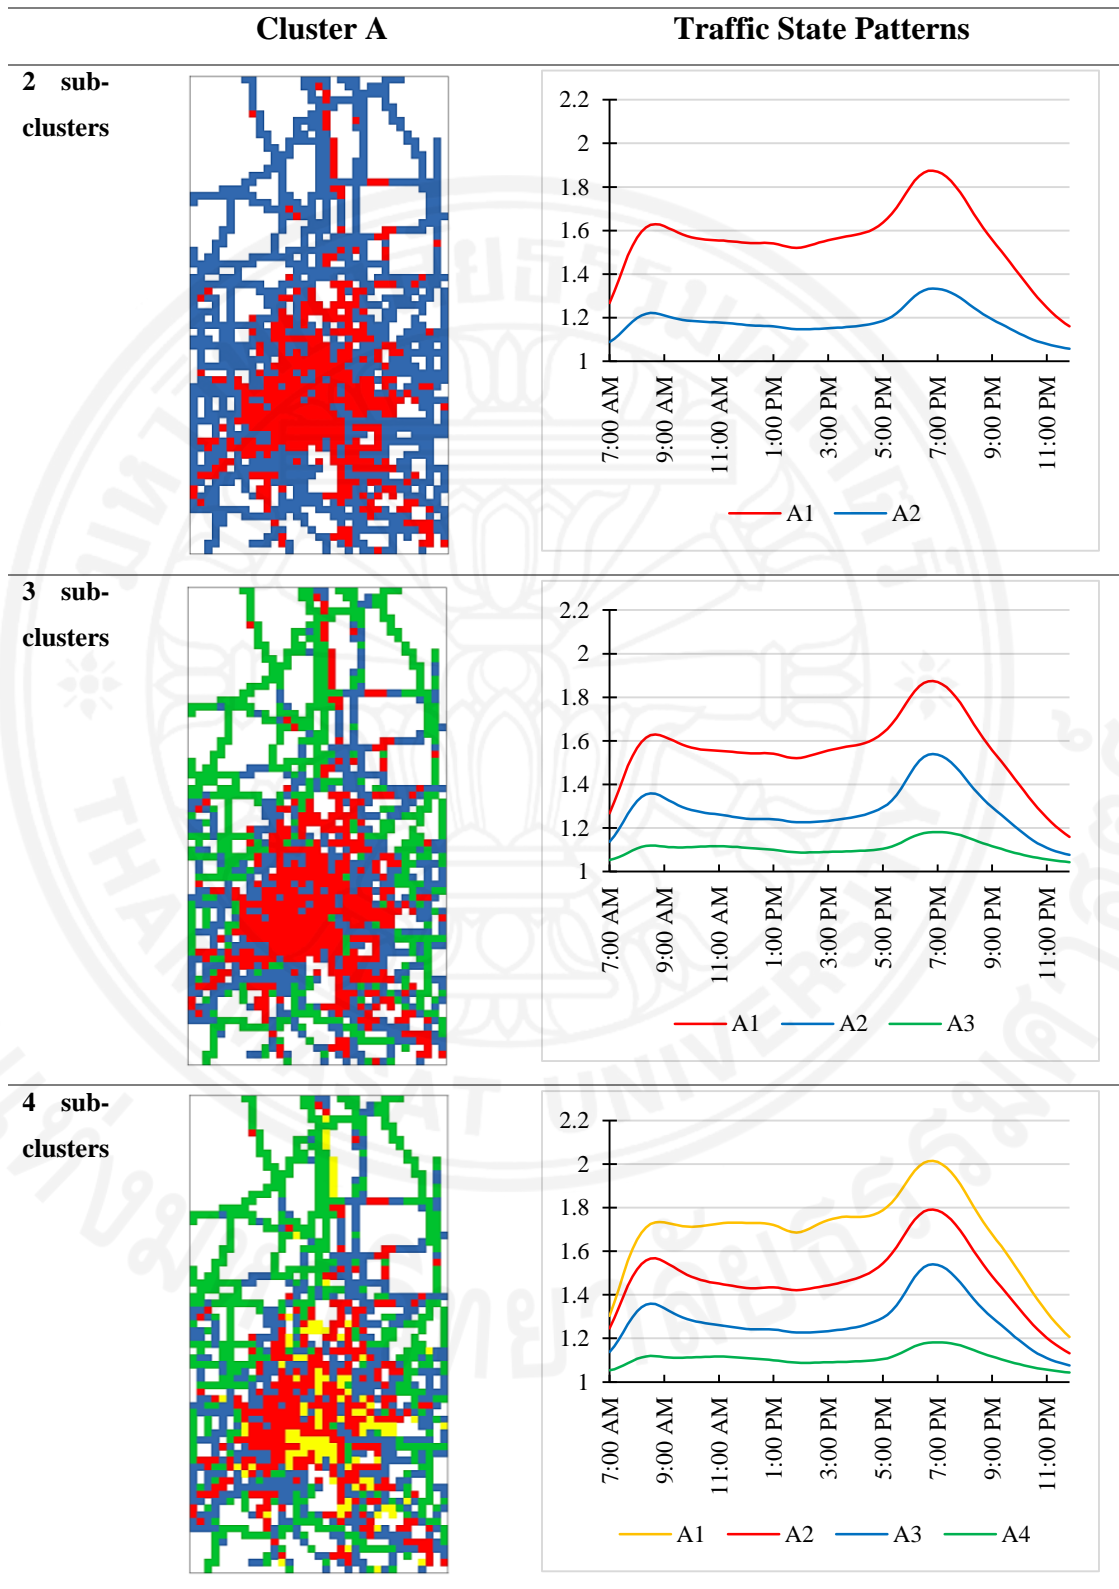 Cluster A
Traffic State Patterns
2 sub-
clusters
2.2
2
1.8
1.6
1.4
1.2
1
7:00 AM
9:00 AM
11:00 AM
1:00 PM
3:00 PM
5:00 PM
7:00 PM
9:00 PM
11:00 PM
A1
A2
3 sub-
clusters
2.2
2
1.8
1.6
1.4
1.2
1
7:00 AM
9:00 AM
11:00 AM
1:00 PM
3:00 PM
5:00 PM
7:00 PM
9:00 PM
11:00 PM
A1
A2
A3
4 sub-
clusters
2.2
2
1.8
1.6
1.4
1.2
1
7:00 AM
9:00 AM
11:00 AM
1:00 PM
3:00 PM
5:00 PM
7:00 PM
9:00 PM
11:00 PM
A1
A2
A3
A4